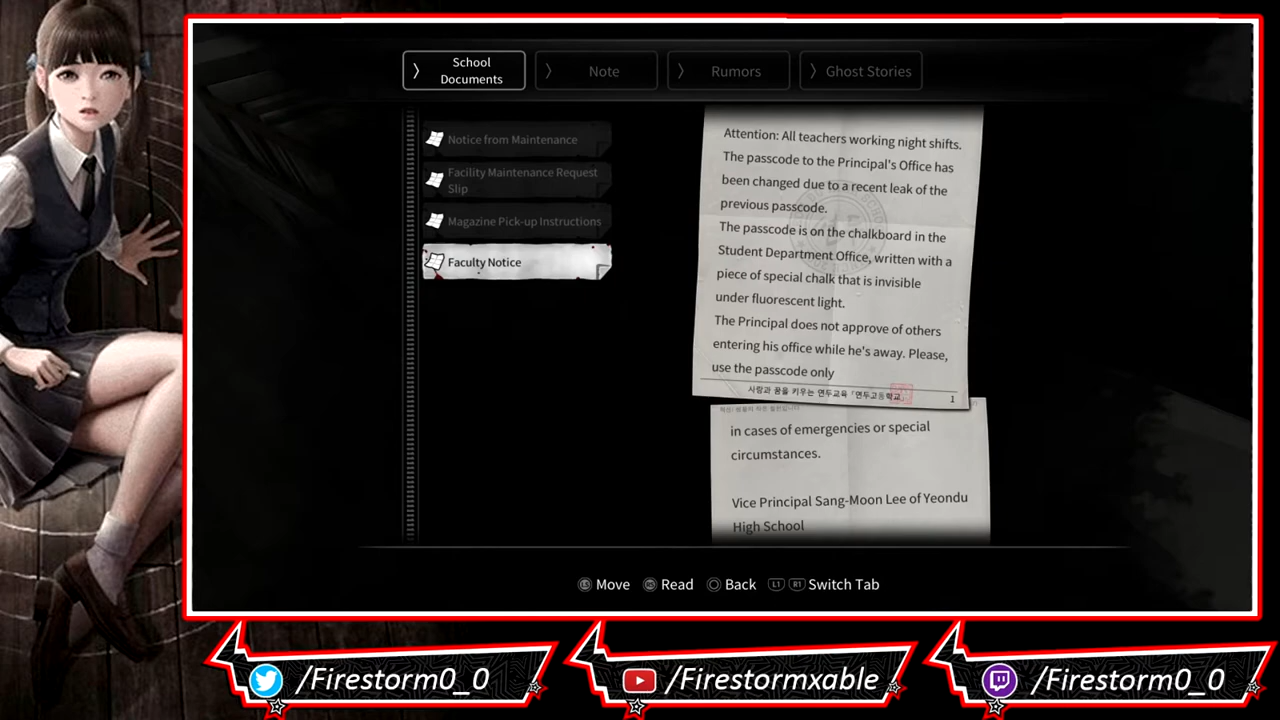 School
Documents
Note
Rumors
Ghost Stories
Notice from Maintenance
Facility Maintenance Request
Slip
Magazine Pick-up Instructions
Faculty Notice
Attention: All teachers working night shifts.
The passcode to the Principal's Office has
been changed due to a recent leak of the
previous passcode.
The passcode is on the chalkboard in the
Student Department Office, written with a
piece of special chalk that is invisible
under fluorescent light.
The Principal does not approve of others
entering his office while he's away. Please,
use the passcode only
사랑과 꿈을 키우는 연두교육 「연두고등학교」
1
in cases of emergencies or special
circumstances.
Vice Principal Sang-Moon Lee of Yeondu
High School
Move
Read
Back
L1
R1
Switch Tab
/Firestorm0_0
/Firestormxable
/Firestorm0_0